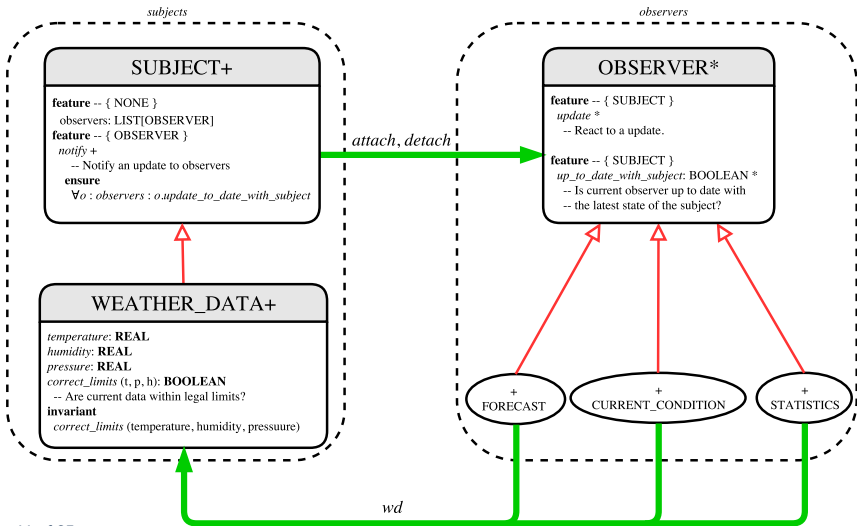 subjects
SUBJECT+
feature -- { NONE }
observers: LIST[OBSERVER]
feature -- { OBSERVER }
notify +
-- Notify an update to observers
ensure
∀o : observers : o.update_to_date_with_subject
WEATHER_DATA+
temperature: REAL
humidity: REAL
pressure: REAL
correct_limits (t, p, h): BOOLEAN
-- Are current data within legal limits?
invariant
correct_limits (temperature, humidity, pressuure)
attach, detach
observers
OBSERVER*
feature -- { SUBJECT }
update *
-- React to a update.
feature -- { SUBJECT }
up_to_date_with_subject: BOOLEAN *
-- Is current observer up to date with
-- the latest state of the subject?
+
FORECAST
+
CURRENT_CONDITION
+
STATISTICS
wd